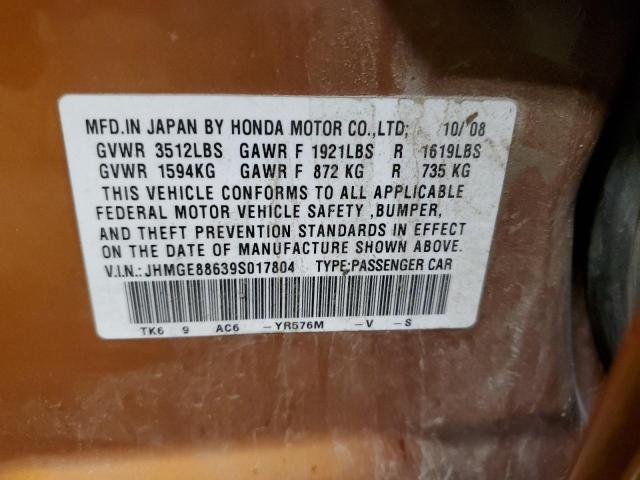 MFD.IN JAPAN BY HONDA MOTOR CO.,LTD; 10/'08
GVWR 3512LBS GAWR F 1921LBS R 1619LBS
GVWR 1594KG GAWR F 872 KG R 735 KG
THIS VEHICLE CONFORMS TO ALL APPLICABLE
FEDERAL MOTOR VEHICLE SAFETY ,BUMPER,
AND THEFT PREVENTION STANDARDS IN EFFECT
ON THE DATE OF MANUFACTURE SHOWN ABOVE.
V.I.N.: JHMGE88639S017804 TYPE:PASSENGER CAR
TK6 9 AC6 -YR576M -V -S